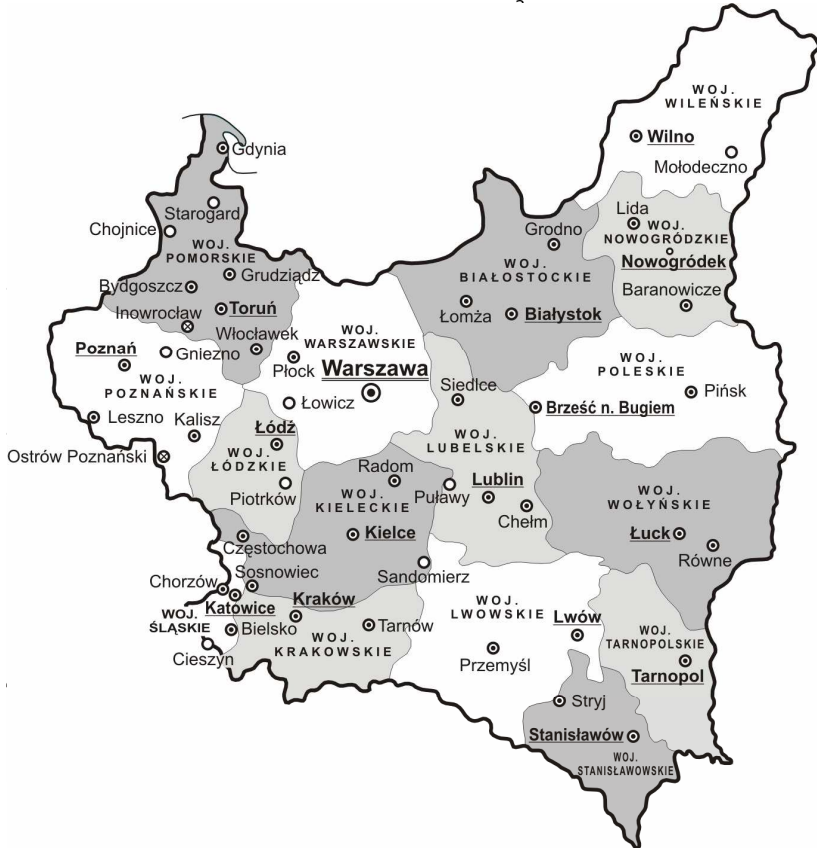 WOJ.
WILEŃSKIE
Wilno
Mołodeczno
Gdynia
Starogard
Chojnice
WOJ.
POMORSKIE
Grudziądz
Bydgoszcz
Toruń
Inowrocław
Włocławek
Lida
WOJ.
NOWOGRÓDZKIE
Nowogródek
Baranowicze
Grodno
WOJ.
BIAŁOSTOCKIE
Łomża
Białystok
WOJ.
WARSZAWSKIE
Płock
Warszawa
Łowicz
Poznań
Gniezno
WOJ.
POZNAŃSKIE
Leszno
Kalisz
Ostrów Poznański
WOJ.
POLESKIE
Pińsk
Brześć n. Bugiem
Siedlce
WOJ.
LUBELSKIE
Lublin
Puławy
Chełm
Łódź
WOJ.
ŁÓDZKIE
Piotrków
Radom
WOJ.
KIELECKIE
Kielce
Częstochowa
Sosnowiec
Sandomierz
WOJ.
WOŁYŃSKIE
Łuck
Równe
Chorzów
Katowice
WOJ.
ŚLĄSKIE
Bielsko
Cieszyn
Kraków
Tarnów
WOJ.
KRAKOWSKIE
WOJ.
LWOWSKIE
Lwów
Przemyśl
WOJ.
TARNOPOLSKIE
Tarnopol
Stryj
Stanisławów
WOJ.
STANISŁAWOWSKIE